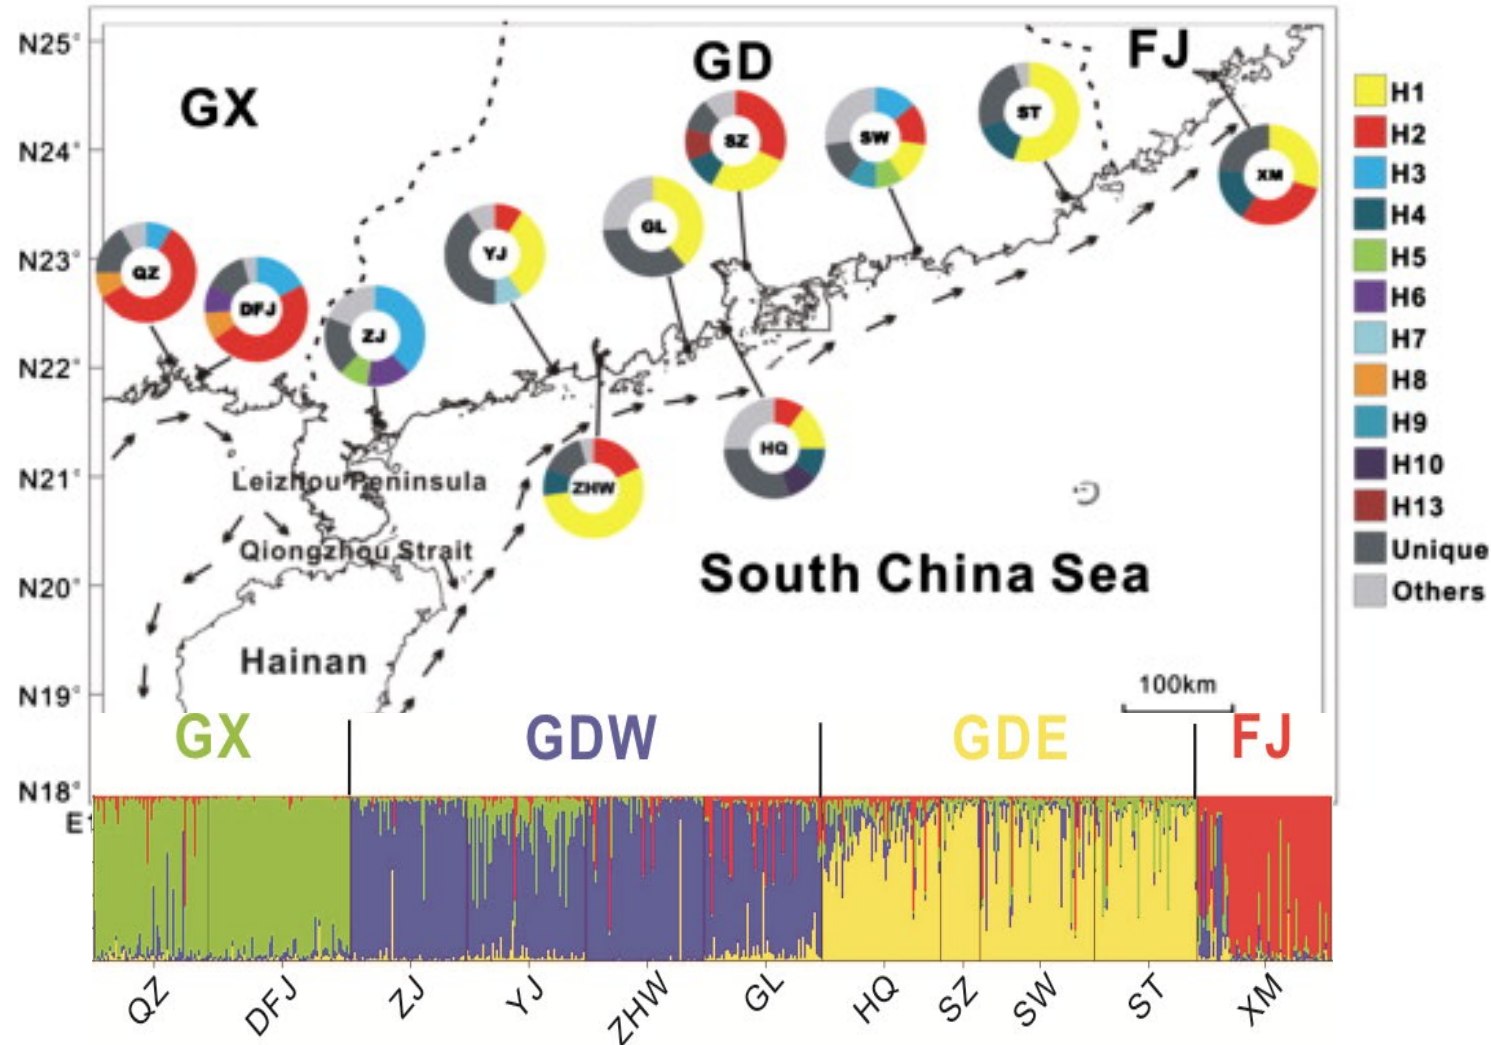 N25°
N24°
N23°
N22°
N21°
N20°
N19°
N18°
E
GX
GD
FJ
QZ
DFJ
ZJ
YJ
GL
SZ
SW
ST
XM
ZHW
HQ
Leizhou Peninsula
Qiongzhou Strait
Hainan
South China Sea
100km
H1
H2
H3
H4
H5
H6
H7
H8
H9
H10
H13
Unique
Others
GX
GDW
GDE
FJ
QZ
DFJ
ZJ
YJ
ZHW
GL
HQ
SZ
SW
ST
XM